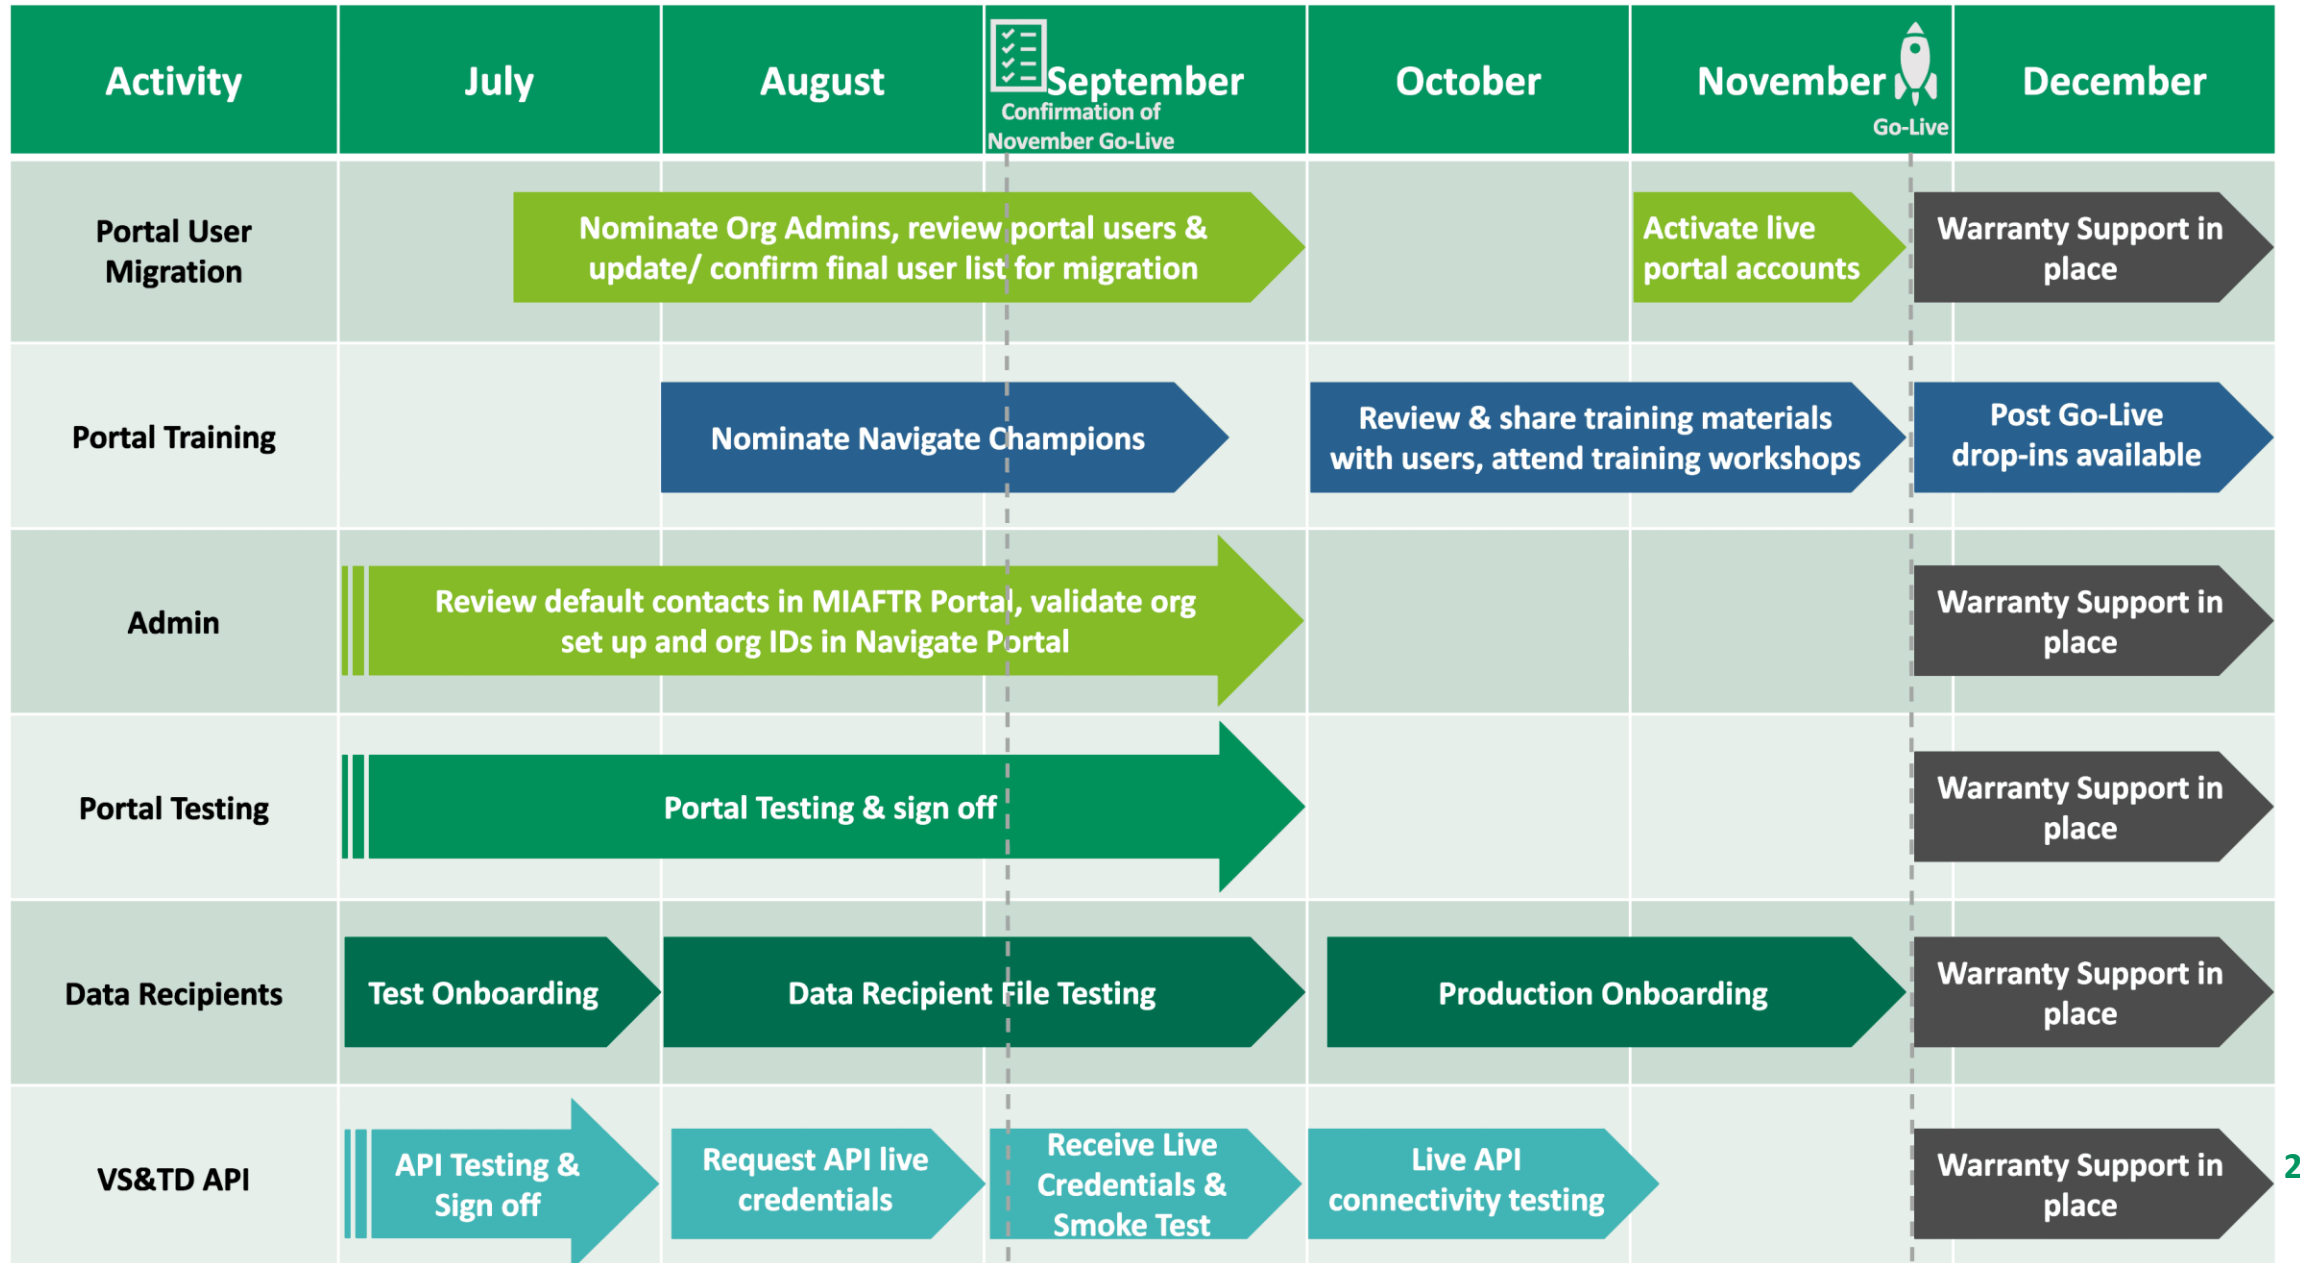 Activity
July
August
September
Confirmation of
November Go-Live
October
November
Go-Live
December
Portal User
Migration
Nominate Org Admins, review portal users &
update/ confirm final user list for migration
Activate live
portal accounts
Warranty Support in
place
Portal Training
Nominate Navigate Champions
Review & share training materials
with users, attend training workshops
Post Go-Live
drop-ins available
Admin
Review default contacts in MIAFTR Portal, validate org
set up and org IDs in Navigate Portal
Warranty Support in
place
Portal Testing
Portal Testing & sign off
Warranty Support in
place
Data Recipients
Test Onboarding
Data Recipient File Testing
Production Onboarding
Warranty Support in
place
VS&TD API
API Testing &
Sign off
Request API live
credentials
Receive Live
Credentials &
Smoke Test
Live API
connectivity testing
Warranty Support in
place
2